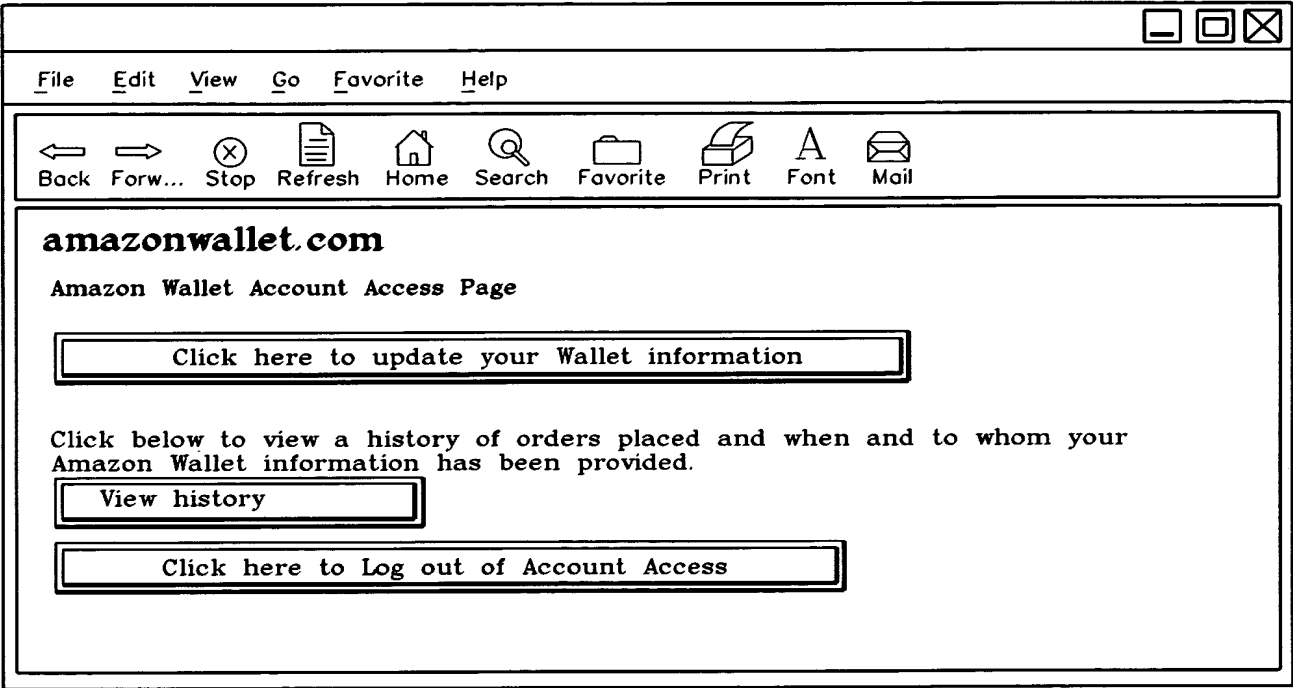 File Edit View Go Favorite Help
Back Forw... Stop Refresh Home Search Favorite Print Font Mail
amazonwallet.com
Amazon Wallet Account Access Page
Click here to update your Wallet information
Click below to view a history of orders placed and when and to whom your
Amazon Wallet information has been provided.
View history
Click here to Log out of Account Access